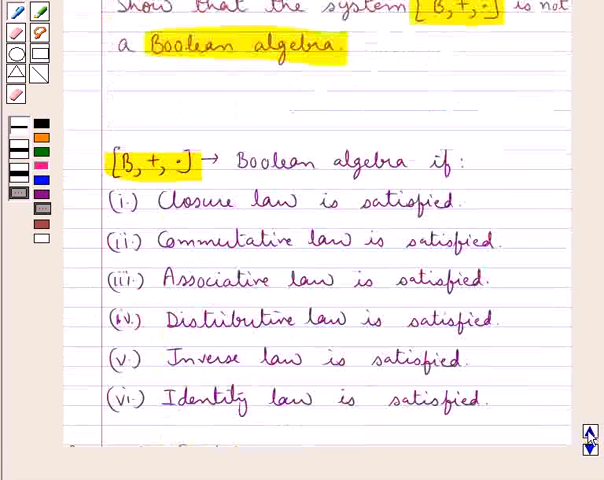 Show that the system [B, +, ·] is not
a Boolean algebra.
[B, +, ·] → Boolean algebra if :
(i.) Closure law is satisfied.
(ii.) Commutative law is satisfied.
(iii.) Associative law is satisfied.
(iv.) Distributive law is satisfied.
(v.) Inverse law is satisfied.
(vi.) Identity law is satisfied.